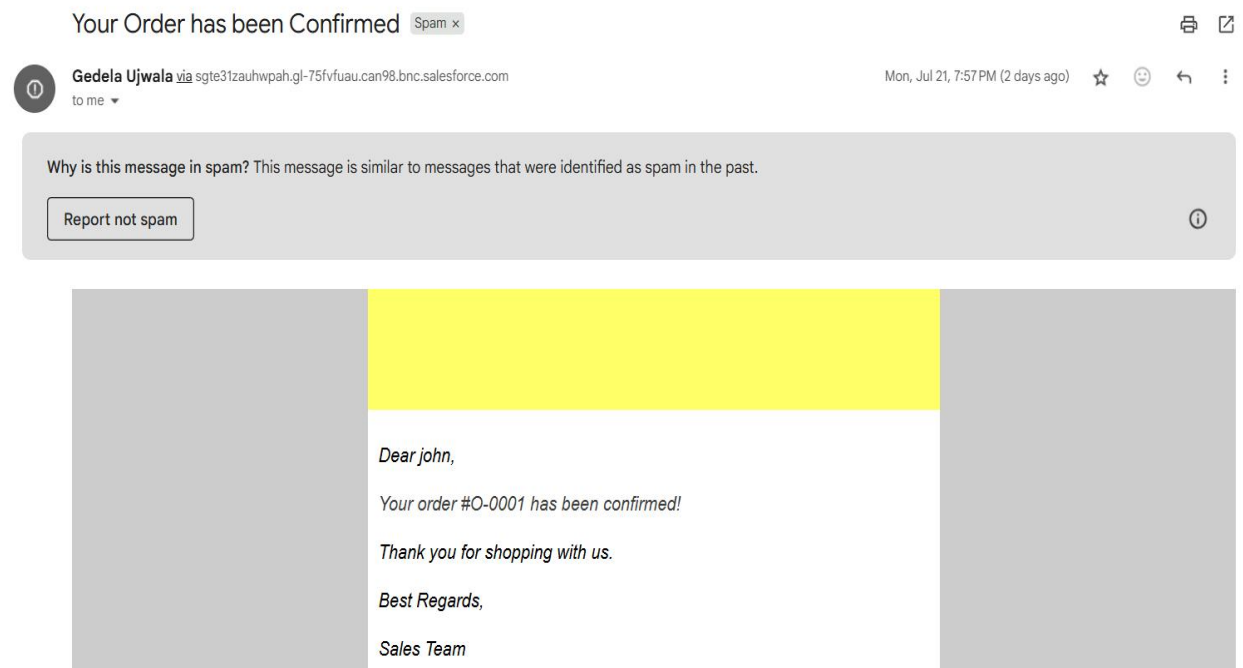 Your Order has been Confirmed Spam ×
Gedela Ujwala via sgte31zauhwpah.gl-75fvfuau.can98.bnc.salesforce.com Mon, Jul 21, 7:57 PM (2 days ago)
to me
Why is this message in spam? This message is similar to messages that were identified as spam in the past.
Report not spam
Dear john,
Your order #O-0001 has been confirmed!
Thank you for shopping with us.
Best Regards,
Sales Team